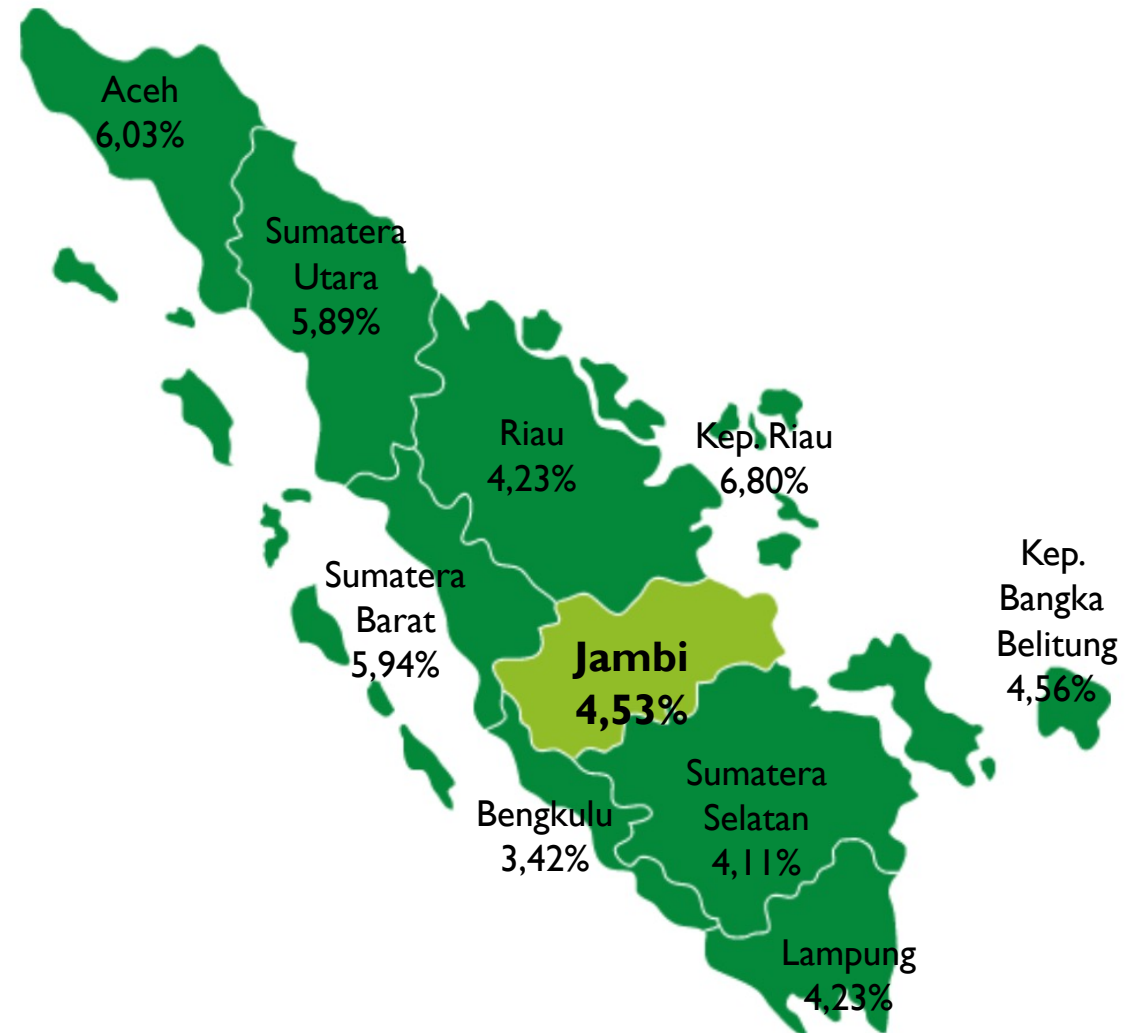 Aceh
6,03%
Sumatera
Utara
5,89%
Riau
4,23%
Kep. Riau
6,80%
Sumatera
Barat
5,94%
Jambi
4,53%
Kep.
Bangka
Belitung
4,56%
Bengkulu
3,42%
Sumatera
Selatan
4,11%
Lampung
4,23%